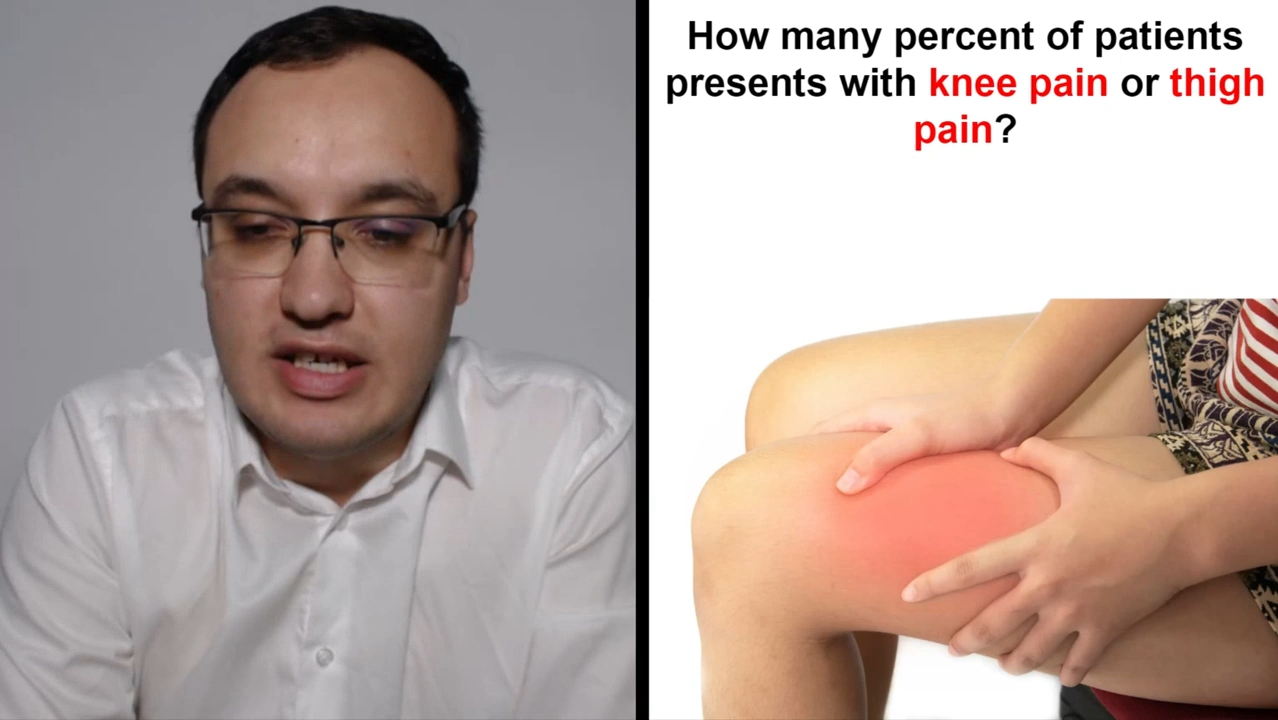 How many percent of patients
presents with knee pain or thigh
pain?